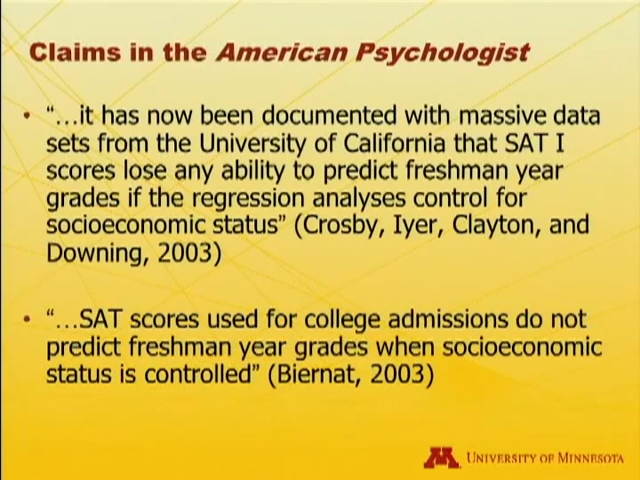 Claims in the American Psychologist
• “…it has now been documented with massive data
sets from the University of California that SAT I
scores lose any ability to predict freshman year
grades if the regression analyses control for
socioeconomic status” (Crosby, Iyer, Clayton, and
Downing, 2003)
• “…SAT scores used for college admissions do not
predict freshman year grades when socioeconomic
status is controlled” (Biernat, 2003)
M UNIVERSITY OF MINNESOTA